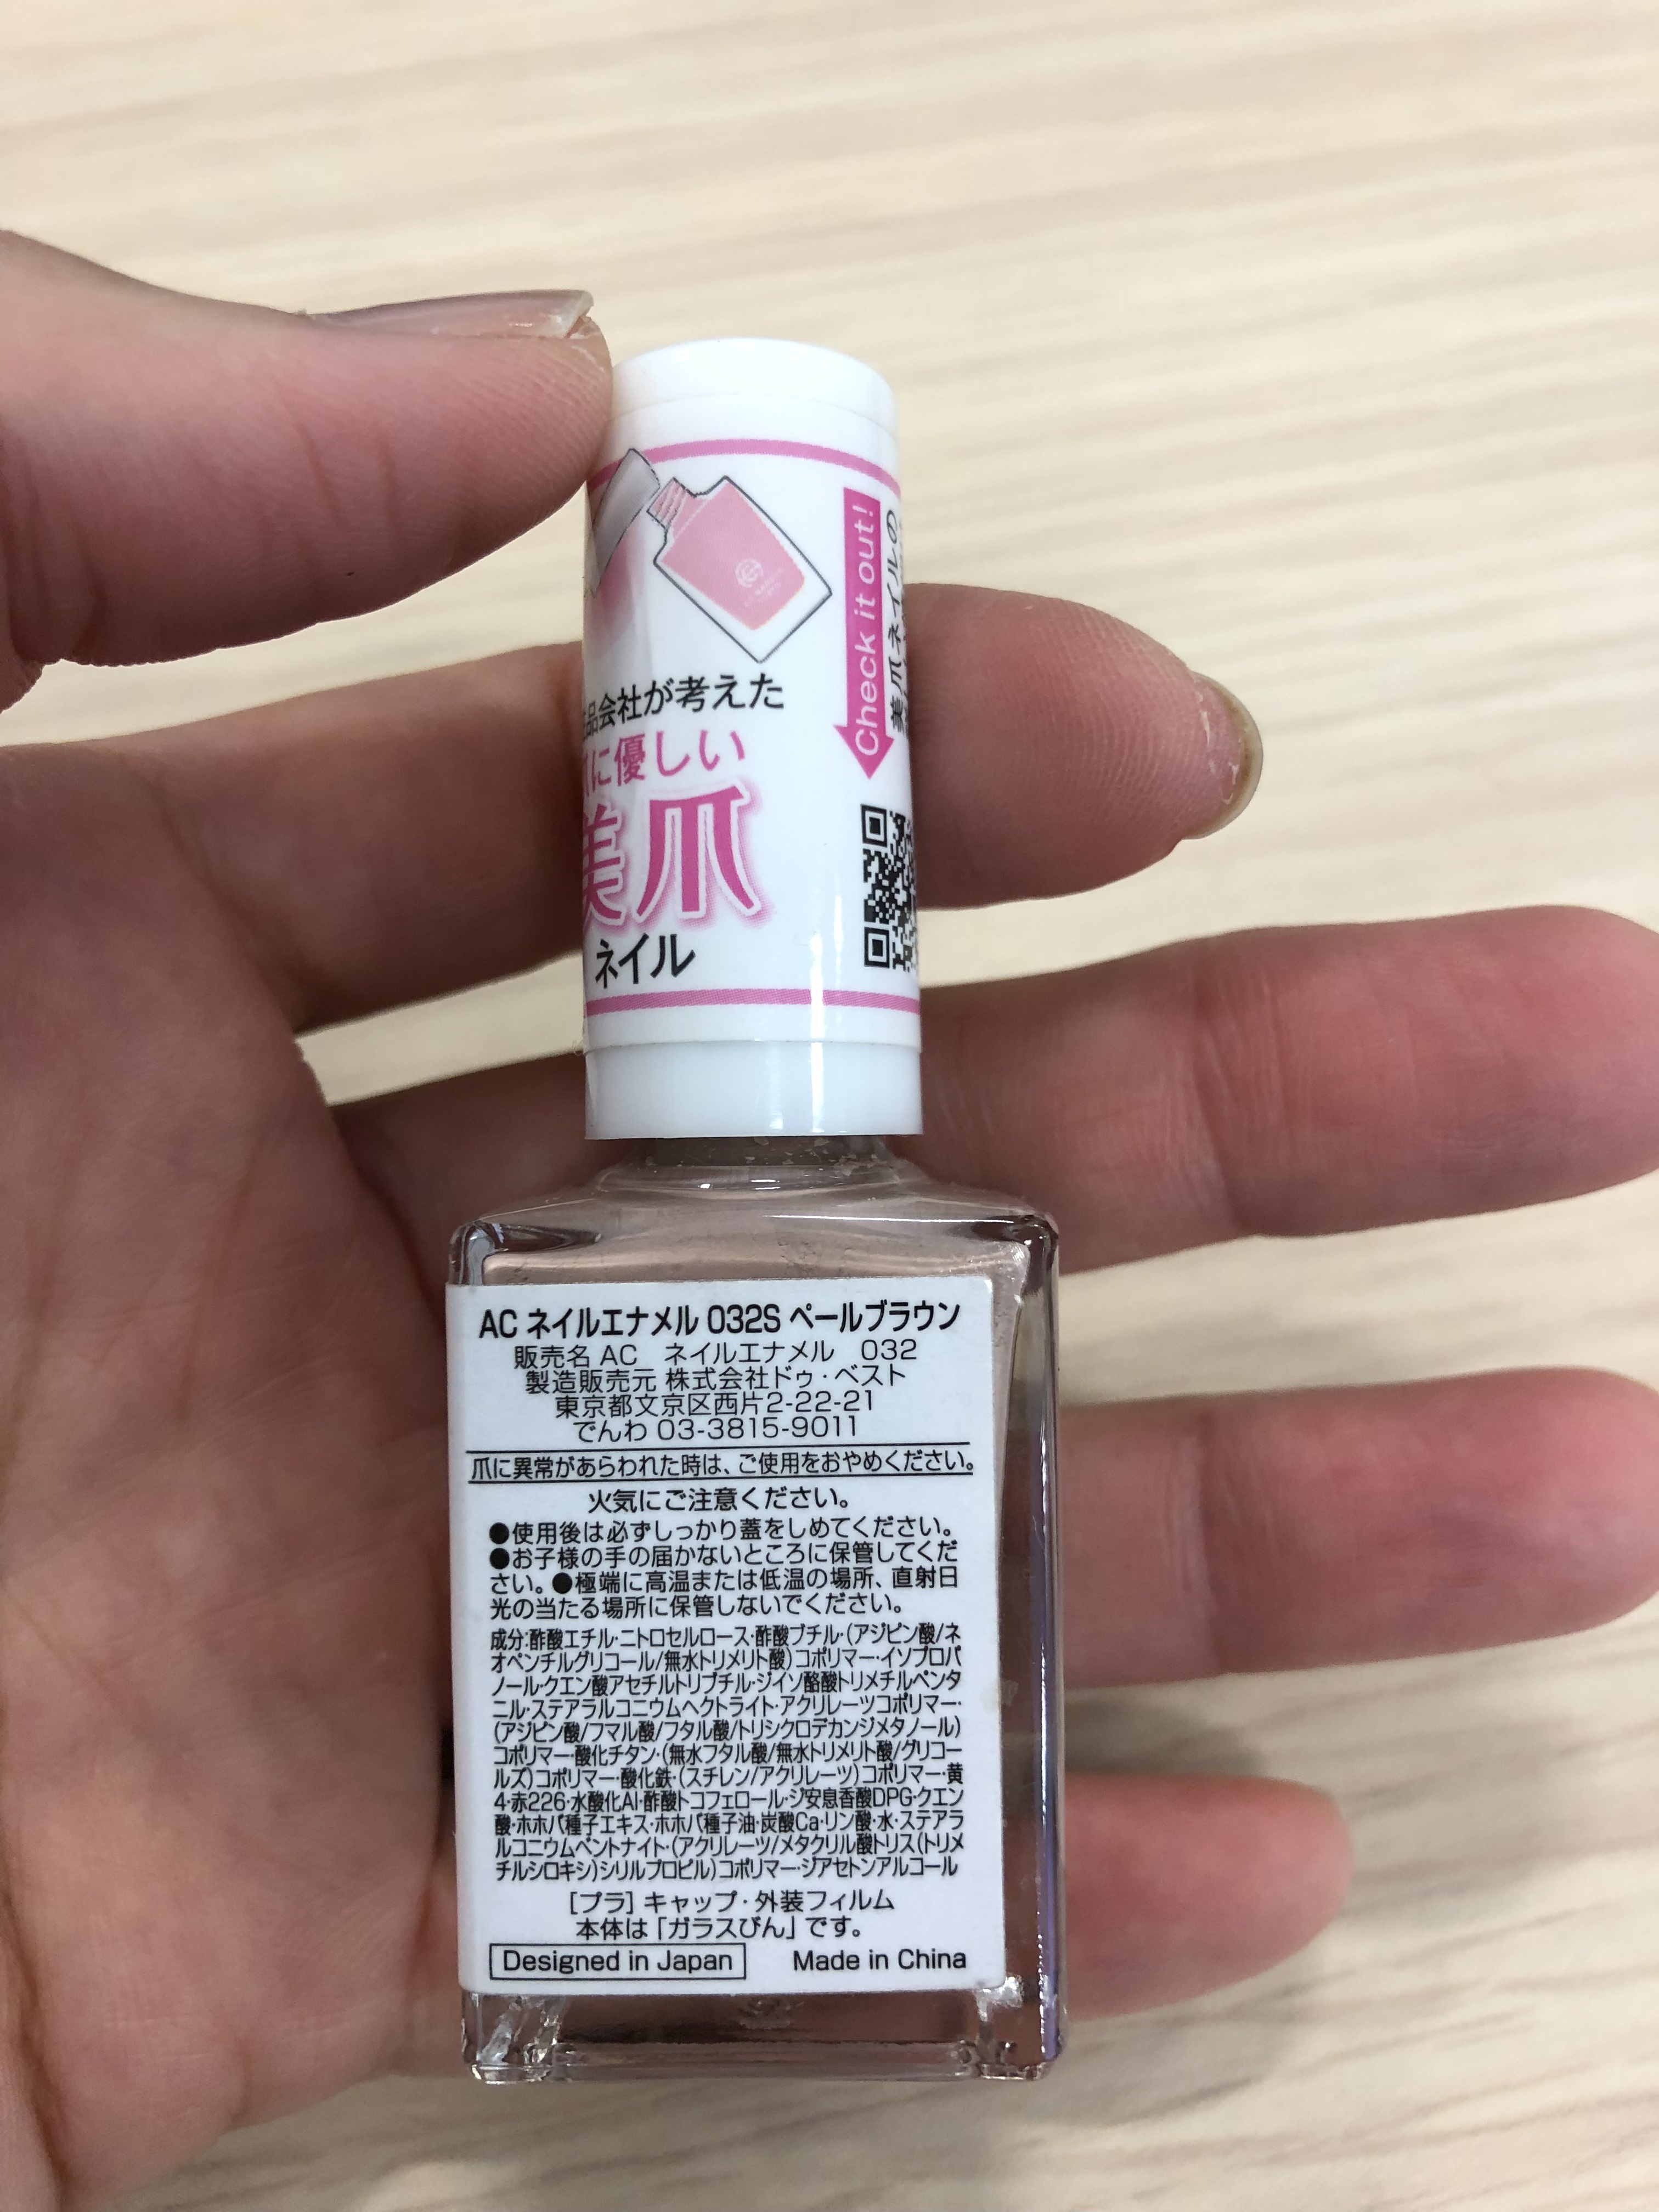 品会社が考えた
に優しい
美爪
ネイル
Check it out!
美爪ネイルの
AC ネイルエナメル 032S ペールブラウン
販売名 AC ネイルエナメル 032
製造販売元 株式会社ドゥ・ベスト
東京都文京区西片2-22-21
でんわ 03-3815-9011
爪に異常があらわれた時は、ご使用をおやめください。
火気にご注意ください。
●使用後は必ずしっかり蓋をしめてください。
●お子様の手の届かないところに保管してくだ
さい。●極端に高温または低温の場所、直射日
光の当たる場所に保管しないでください。
成分:酢酸エチル・ニトロセルロース・酢酸ブチル・(アジピン酸/ネ
オペンチルグリコール/無水トリメリト酸)コポリマー・イソプロパ
ノール・クエン酸アセチルトリブチル・ジイソ酪酸トリメチルペンタ
ニル・ステアラルコニウムヘクトライト・アクリレーツコポリマー・
(アジピン酸/フマル酸/フタル酸/トリシクロデカンジメタノール)
コポリマー・酸化チタン・(無水フタル酸/無水トリメリト酸/グリコー
ルズ)コポリマー・酸化鉄・(スチレン/アクリレーツ)コポリマー・黄
4・赤226・水酸化Al・酢酸トコフェロール・ジ安息香酸DPG・クエン
酸・ホホバ種子エキス・ホホバ種子油・炭酸Ca・リン酸・水・ステアラ
ルコニウムベントナイト・(アクリレーツ/メタクリル酸トリス(トリメ
チルシロキシ)シリルプロピル)コポリマー・ジアセトンアルコール
[プラ] キャップ・外装フィルム
本体は「ガラスびん」です。
Designed in Japan Made in China